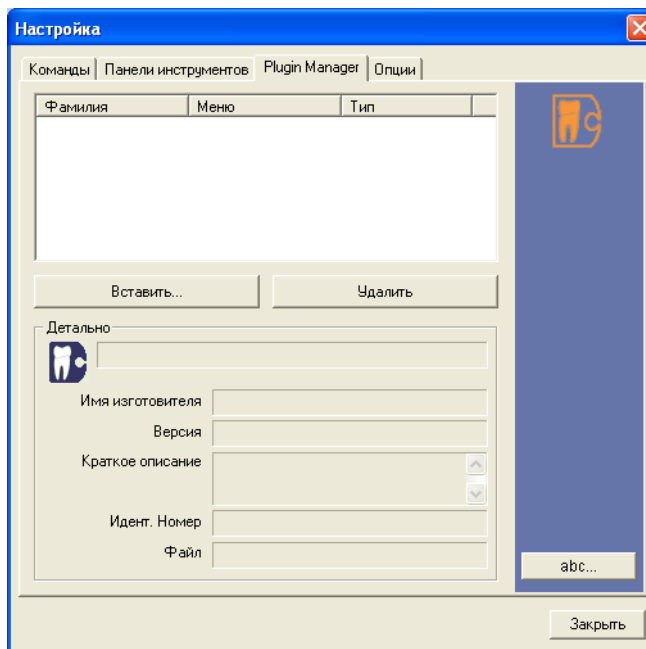 Настройка
Команды Панели инструментов Plugin Manager Опции
Фамилия Меню Тип
Вставить... Удалить
Детально
Имя изготовителя
Версия
Краткое описание
Идент. Номер
Файл
abc...
Закрыть